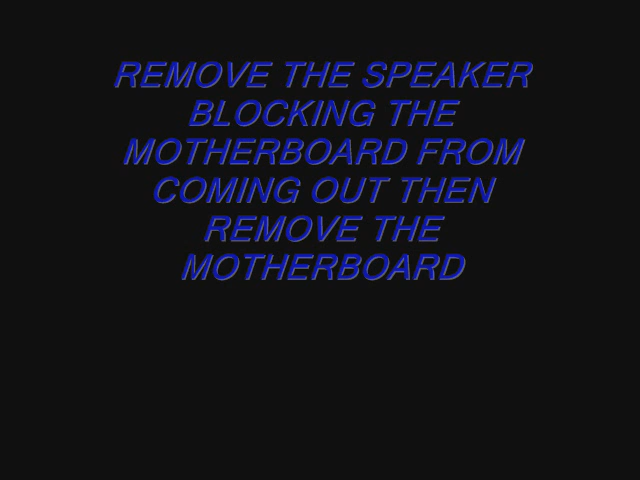 REMOVE THE SPEAKER
BLOCKING THE
MOTHERBOARD FROM
COMING OUT THEN
REMOVE THE
MOTHERBOARD